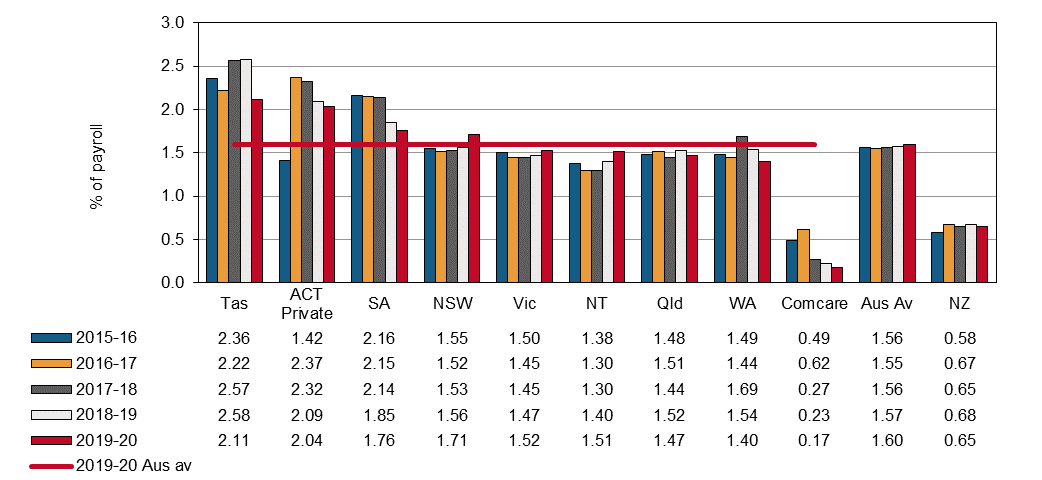 3.0
2.5
2.0
1.5
1.0
0.5
0.0
% of payroll
Tas ACT Private SA NSW Vic NT Qld WA Comcare Aus Av NZ
2015-16 2.36 1.42 2.16 1.55 1.50 1.38 1.48 1.49 0.49 1.56 0.58
2016-17 2.22 2.37 2.15 1.52 1.45 1.30 1.51 1.44 0.62 1.55 0.67
2017-18 2.57 2.32 2.14 1.53 1.45 1.30 1.44 1.69 0.27 1.56 0.65
2018-19 2.58 2.09 1.85 1.56 1.47 1.40 1.52 1.54 0.23 1.57 0.68
2019-20 2.11 2.04 1.76 1.71 1.52 1.51 1.47 1.40 0.17 1.60 0.65
2019-20 Aus av